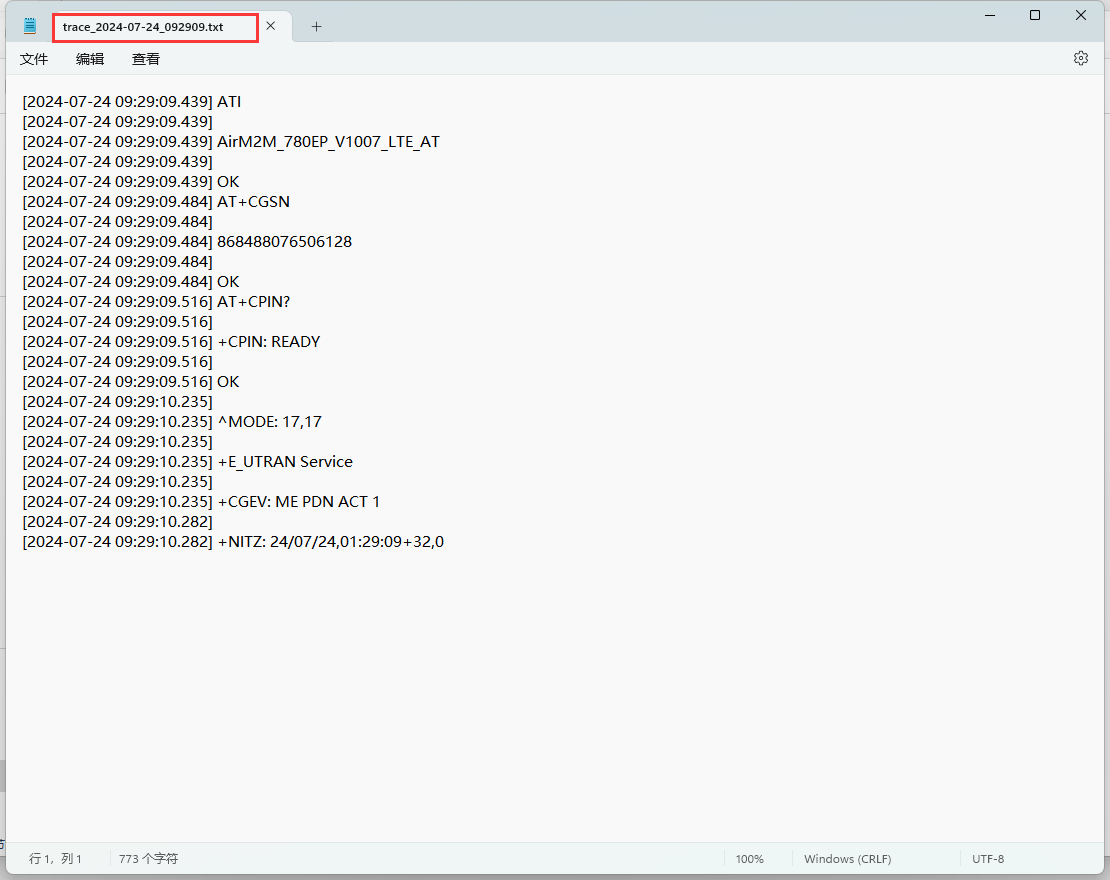 trace_2024-07-24_092909.txt
文件 编辑 查看
[2024-07-24 09:29:09.439] ATI
[2024-07-24 09:29:09.439]
[2024-07-24 09:29:09.439] AirM2M_780EP_V1007_LTE_AT
[2024-07-24 09:29:09.439]
[2024-07-24 09:29:09.439] OK
[2024-07-24 09:29:09.484] AT+CGSN
[2024-07-24 09:29:09.484]
[2024-07-24 09:29:09.484] 868488076506128
[2024-07-24 09:29:09.484]
[2024-07-24 09:29:09.484] OK
[2024-07-24 09:29:09.516] AT+CPIN?
[2024-07-24 09:29:09.516]
[2024-07-24 09:29:09.516] +CPIN: READY
[2024-07-24 09:29:09.516]
[2024-07-24 09:29:09.516] OK
[2024-07-24 09:29:10.235]
[2024-07-24 09:29:10.235] ^MODE: 17,17
[2024-07-24 09:29:10.235]
[2024-07-24 09:29:10.235] +E_UTRAN Service
[2024-07-24 09:29:10.235]
[2024-07-24 09:29:10.235] +CGEV: ME PDN ACT 1
[2024-07-24 09:29:10.282]
[2024-07-24 09:29:10.282] +NITZ: 24/07/24,01:29:09+32,0
行 1，列 1 773 个字符 100% Windows (CRLF) UTF-8